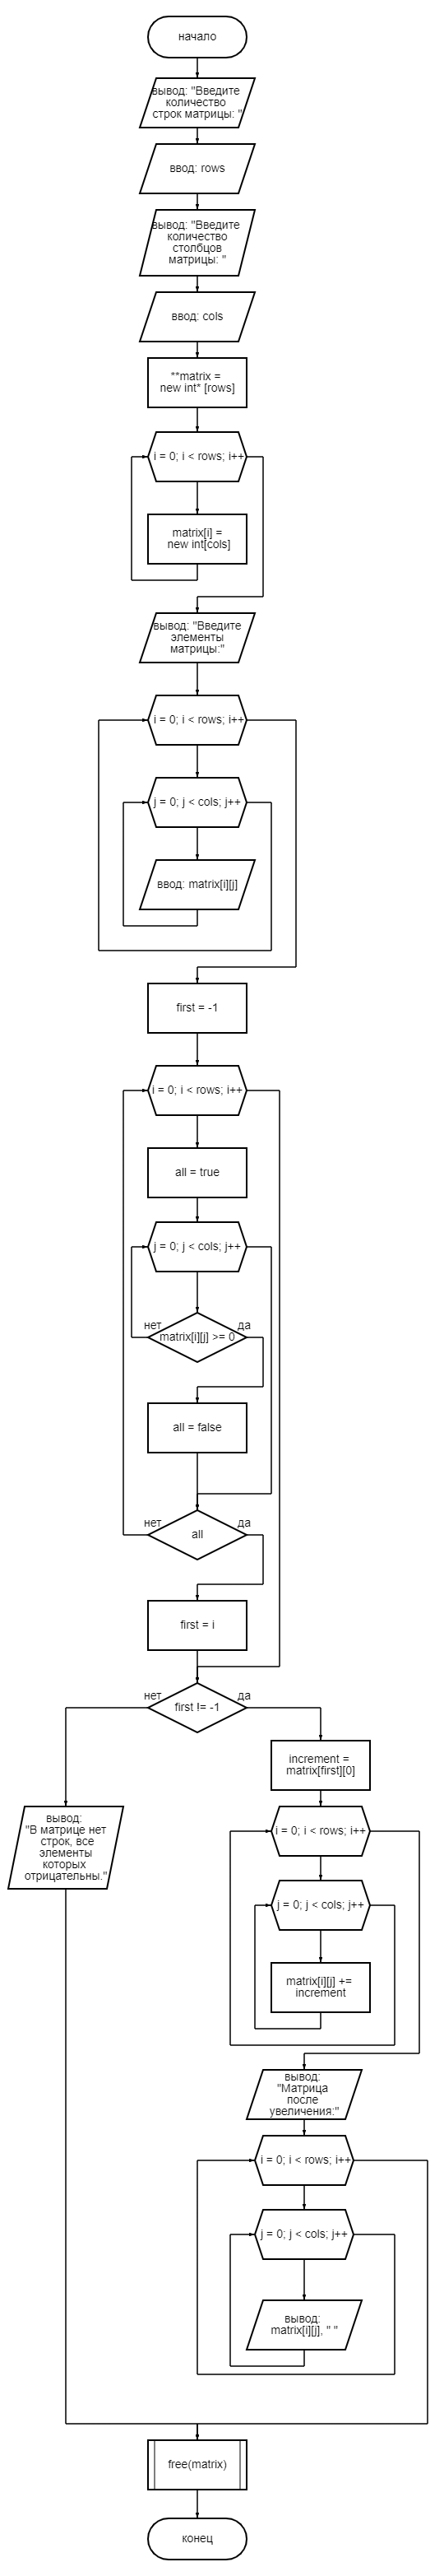 начало
вывод: "Введите
количество
строк матрицы: "
ввод: rows
вывод: "Введите
количество
столбцов
матрицы: "
ввод: cols
**matrix =
new int* [rows]
i = 0; i < rows; i++
matrix[i] =
new int[cols]
вывод: "Введите
элементы
матрицы:"
i = 0; i < rows; i++
j = 0; j < cols; j++
ввод: matrix[i][j]
first = -1
i = 0; i < rows; i++
all = true
j = 0; j < cols; j++
нет
да
matrix[i][j] >= 0
all = false
нет
да
all
first = i
нет
да
first != -1
increment =
matrix[first][0]
вывод:
"В матрице нет
строк, все
элементы
которых
отрицательны."
i = 0; i < rows; i++
j = 0; j < cols; j++
matrix[i][j] +=
increment
вывод:
"Матрица
после
увеличения:"
i = 0; i < rows; i++
j = 0; j < cols; j++
вывод:
matrix[i][j], " "
free(matrix)
конец